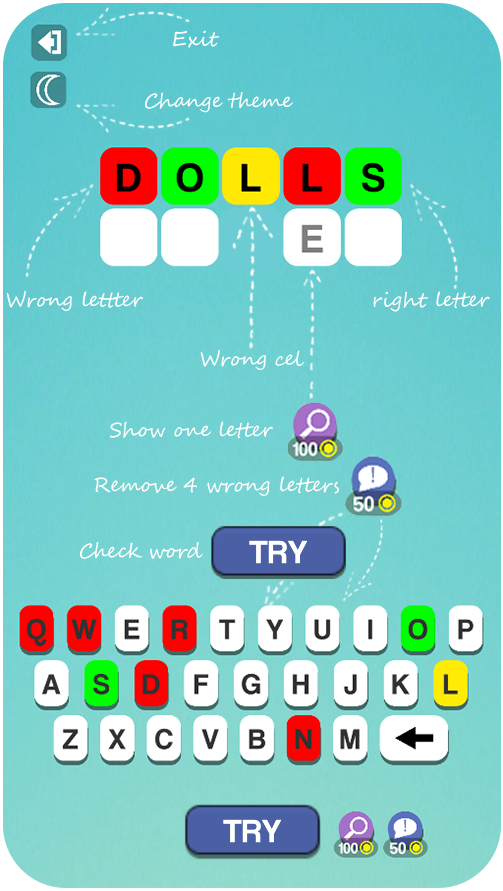 Exit
Change theme
D O L L S
E
Wrong lettter
right letter
Wrong cel
Show one letter
100
Remove 4 wrong letters
50
Check word
TRY
Q W E R T Y U I O P
A S D F G H J K L
Z X C V B N M
TRY
100
50